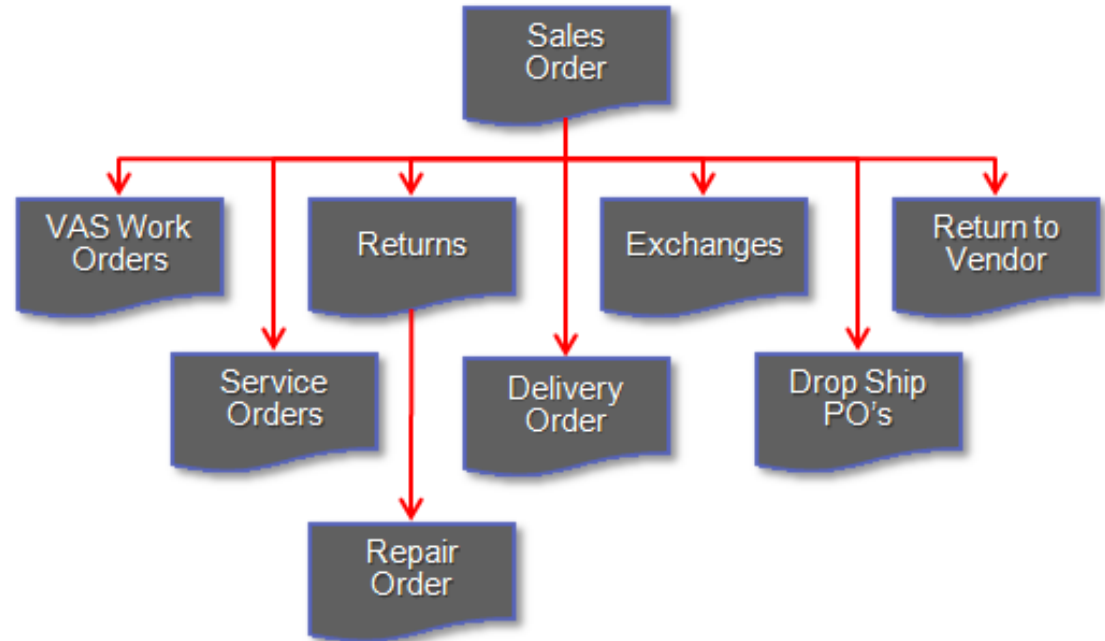 Sales
Order
VAS Work
Orders
Returns
Exchanges
Return to
Vendor
Service
Orders
Delivery
Order
Drop Ship
PO's
Repair
Order